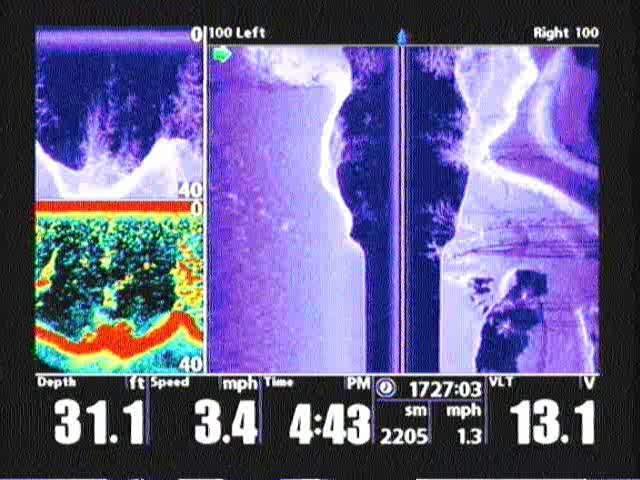 0
100 Left
Right 100
40
0
40
Depth ft Speed mph Time PM 1727:03 VLT V
31.1 3.4 4:43 sm mph 13.1
2205 1.3